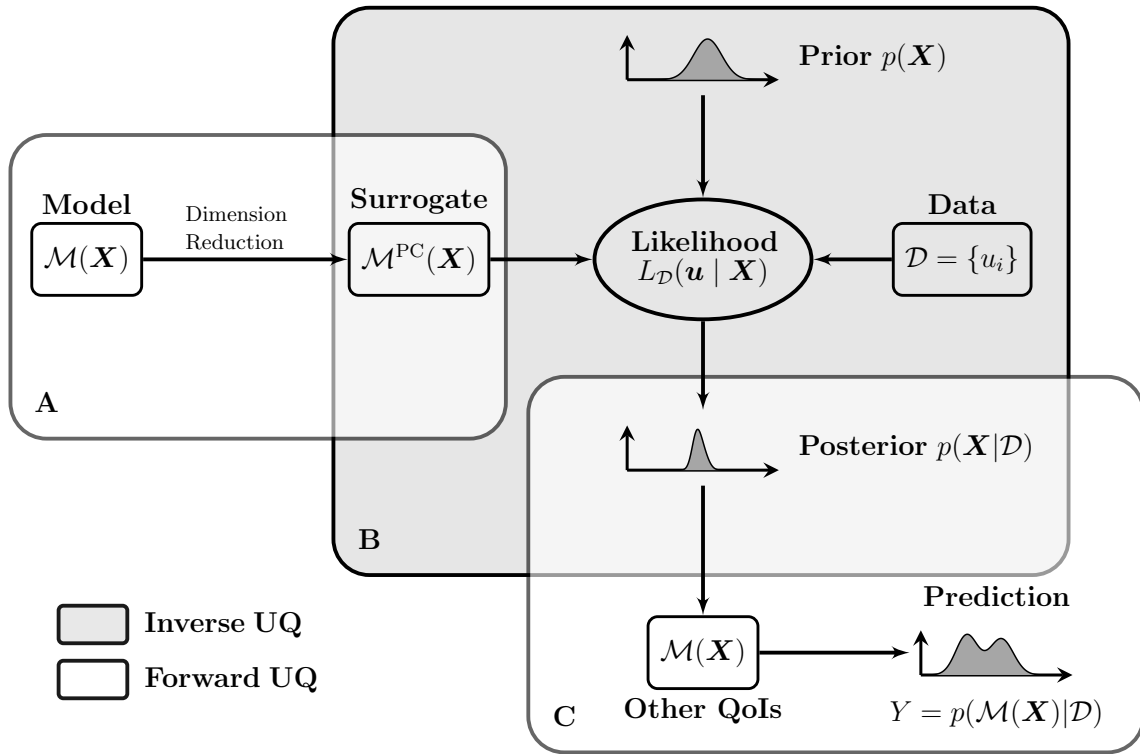 Prior p(X)
Model
M(X)
Dimension
Reduction
Surrogate
M^PC(X)
Likelihood
L_D(u | X)
Data
D = {u_i}
A
Posterior p(X|D)
B
Inverse UQ
Forward UQ
M(X)
Other QoIs
Prediction
Y = p(M(X)|D)
C